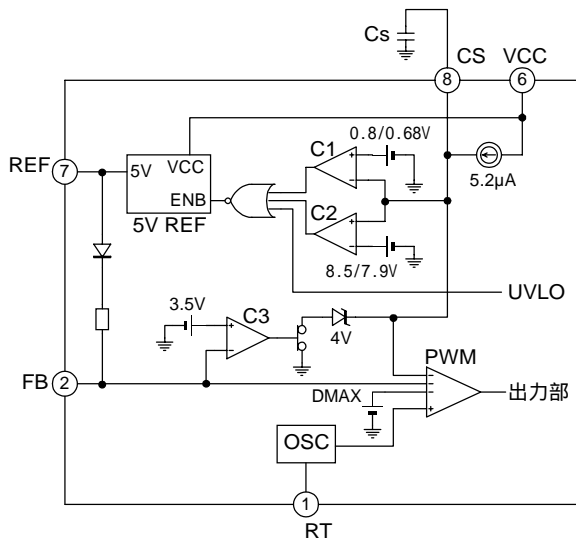 Cs
CS
VCC
8
6
REF
7
5V
VCC
ENB
5V REF
C1
0.8/0.68V
5.2μA
C2
8.5/7.9V
UVLO
3.5V
C3
4V
FB
2
PWM
DMAX
出力部
OSC
1
RT